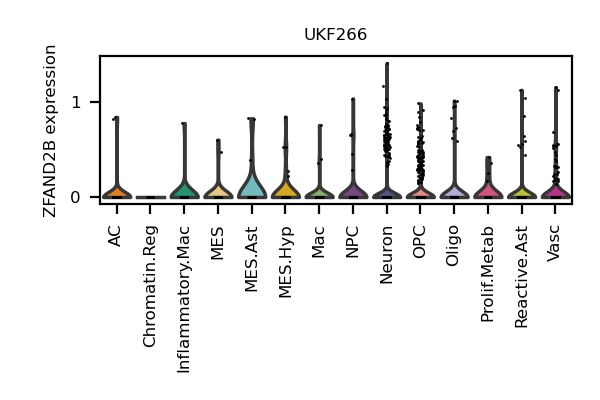 UKF266
ZFAND2B expression
1
0
AC
Chromatin.Reg
Inflammatory.Mac
MES
MES.Ast
MES.Hyp
Mac
NPC
Neuron
OPC
Oligo
Prolif.Metab
Reactive.Ast
Vasc